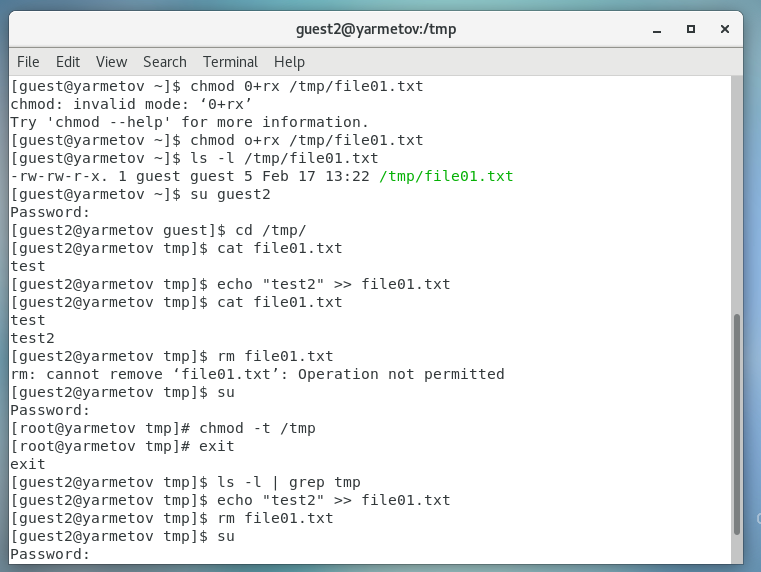 guest2@yarmetov:/tmp
File Edit View Search Terminal Help
[guest@yarmetov ~]$ chmod 0+rx /tmp/file01.txt
chmod: invalid mode: ‘0+rx’
Try 'chmod --help' for more information.
[guest@yarmetov ~]$ chmod o+rx /tmp/file01.txt
[guest@yarmetov ~]$ ls -l /tmp/file01.txt
-rw-rw-r-x. 1 guest guest 5 Feb 17 13:22 /tmp/file01.txt
[guest@yarmetov ~]$ su guest2
Password:
[guest2@yarmetov guest]$ cd /tmp/
[guest2@yarmetov tmp]$ cat file01.txt
test
[guest2@yarmetov tmp]$ echo "test2" >> file01.txt
[guest2@yarmetov tmp]$ cat file01.txt
test
test2
[guest2@yarmetov tmp]$ rm file01.txt
rm: cannot remove ‘file01.txt’: Operation not permitted
[guest2@yarmetov tmp]$ su
Password:
[root@yarmetov tmp]# chmod -t /tmp
[root@yarmetov tmp]# exit
exit
[guest2@yarmetov tmp]$ ls -l | grep tmp
[guest2@yarmetov tmp]$ echo "test2" >> file01.txt
[guest2@yarmetov tmp]$ rm file01.txt
[guest2@yarmetov tmp]$ su
Password: